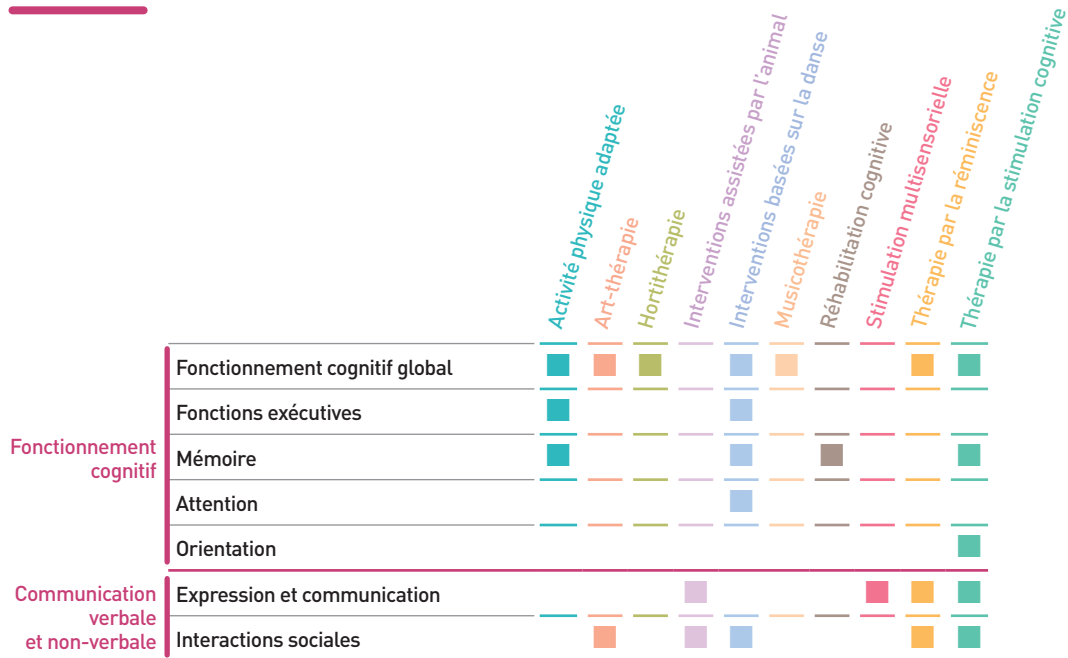 Activité physique adaptée
Art-thérapie
Hortithérapie
Interventions assistées par l'animal
Interventions basées sur la danse
Musicothérapie
Réhabilitation cognitive
Stimulation multisensorielle
Thérapie par la réminiscence
Thérapie par la stimulation cognitive
Fonctionnement
cognitif
Fonctionnement cognitif global
Fonctions exécutives
Mémoire
Attention
Orientation
Communication
verbale
et non-verbale
Expression et communication
Interactions sociales